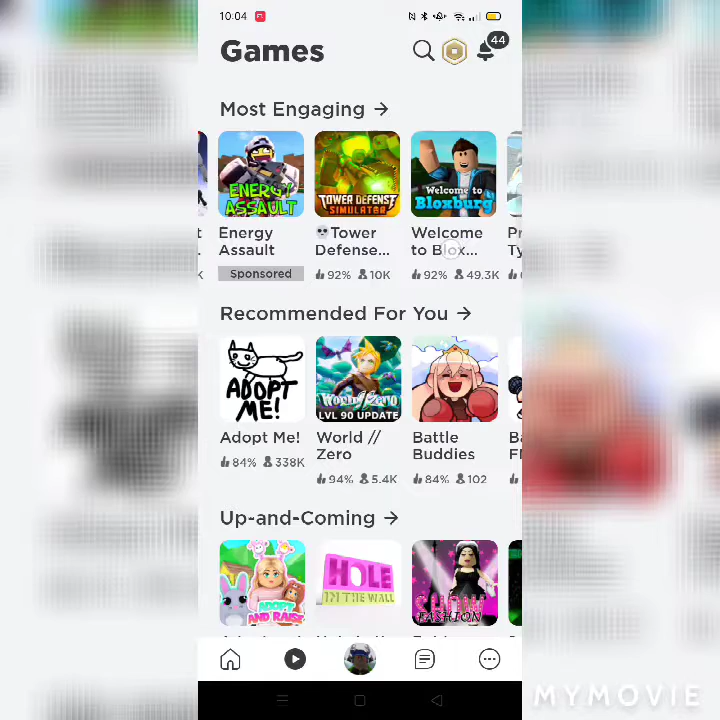 10:04
Games
44
Most Engaging →
ENERGY ASSAULT
TOWER DEFENSE SIMULATOR
Welcome to Bloxburg
Energy Assault
Sponsored
Tower Defense...
92% 10K
Welcome to Blox...
92% 49.3K
Recommended For You →
ADOPT ME!
World//Zero
LVL 90 UPDATE
Adopt Me!
84% 338K
World // Zero
94% 5.4K
Battle Buddies
84% 102
Up-and-Coming →
ADOPT AND RAISE
HOLE IN THE WALL
FASHION
MYMOVIE